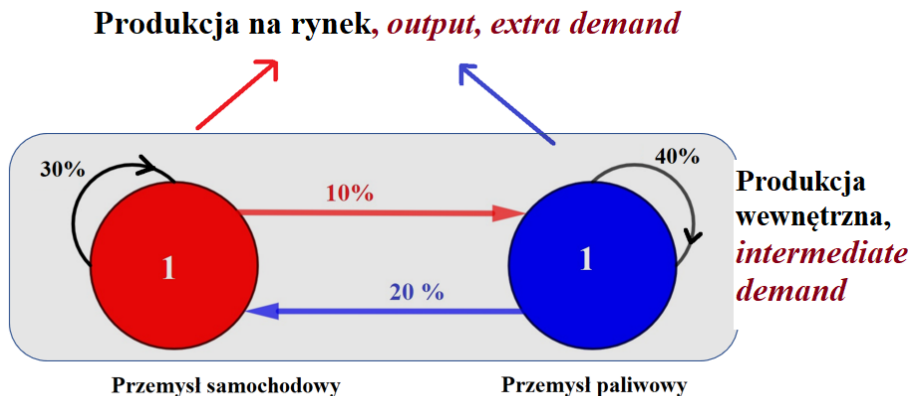 Produkcja na rynek, output, extra demand
30%
40%
10%
Produkcja
wewnętrzna,
intermediate
demand
1
1
20 %
Przemysł samochodowy
Przemysł paliwowy